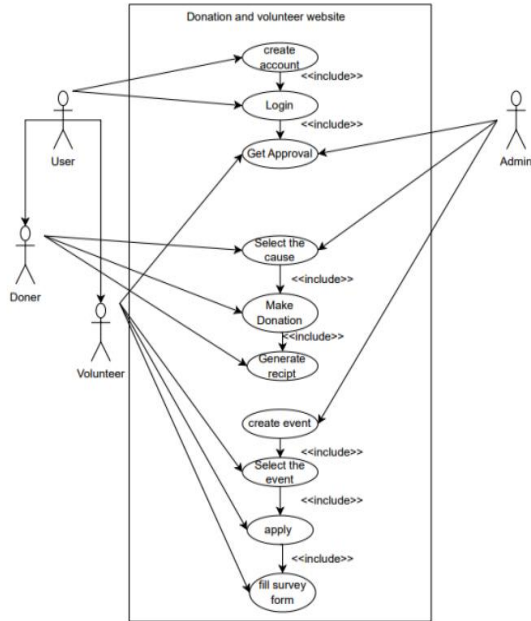 Donation and volunteer website
create
account
<<include>>
Login
<<include>>
Get Approval
User
Admin
Select the
cause
<<include>>
Doner
Make
Donation
<<include>>
Volunteer
Generate
recipt
create event
<<include>>
Select the
event
<<include>>
apply
<<include>>
fill survey
form